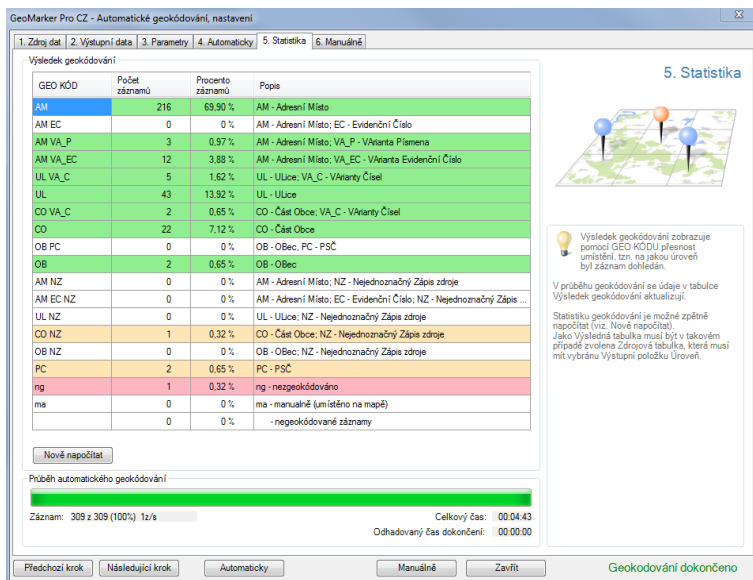 GeoMarker Pro CZ - Automatické geokódování, nastavení
1. Zdroj dat 2. Výstupní data 3. Parametry 4. Automaticky 5. Statistika 6. Manuálně
Výsledek geokódování
GEO KÓD Počet záznamů Procento záznamů Popis
AM 216 69,90 % AM - Adresní Místo
AM EC 0 0 % AM - Adresní Místo; EC - Evidenční Číslo
AM VA_P 3 0,97 % AM - Adresní Místo; VA_P - VArianta Písmena
AM VA_EC 12 3,88 % AM - Adresní Místo; VA_EC - VArianta Evidenční Číslo
UL VA_C 5 1,62 % UL - ULice; VA_C - VArianty Čísel
UL 43 13,92 % UL - ULice
CO VA_C 2 0,65 % CO - Část Obce; VA_C - VArianty Čísel
CO 22 7,12 % CO - Část Obce
OB PC 0 0 % OB - OBec, PC - PSČ
OB 2 0,65 % OB - OBec
AM NZ 0 0 % AM - Adresní Místo; NZ - Nejednoznačný Zápis zdroje
AM EC NZ 0 0 % AM - Adresní Místo; EC - Evidenční Číslo; NZ - Nejednoznačný Zápis ...
UL NZ 0 0 % UL - ULice; NZ - Nejednoznačný Zápis zdroje
CO NZ 1 0,32 % CO - Část Obce; NZ - Nejednoznačný Zápis zdroje
OB NZ 0 0 % OB - OBec; NZ - Nejednoznačný Zápis zdroje
PC 2 0,65 % PC - PSČ
ng 1 0,32 % ng - nezgeokódováno
ma 0 0 % ma - manualně (umístěno na mapě)
0 0 % - negeokódované záznamy
Nově napočítat
Průběh automatického geokódování
Záznam: 309 z 309 (100%) 1z/s
Celkový čas: 00:04:43
Odhadovaný čas dokončení: 00:00:00
5. Statistika
Výsledek geokódování zobrazuje
pomocí GEO KÓDU přesnost
umístění, tzn. na jakou úroveň
byl záznam dohledán.
V průběhu geokódování se údaje v tabulce
Výsledek geokódování aktualizují.
Statistiku geokódování je možné zpětně
napočítat (viz. Nově napočítat).
Jako Výsledná tabulka musí být v takovém
případě zvolena Zdrojová tabulka, která musí
mít vybránu Výstupní položku Úroveň.
Předchozí krok Následující krok Automaticky Manuálně Zavřít Geokodování dokončeno